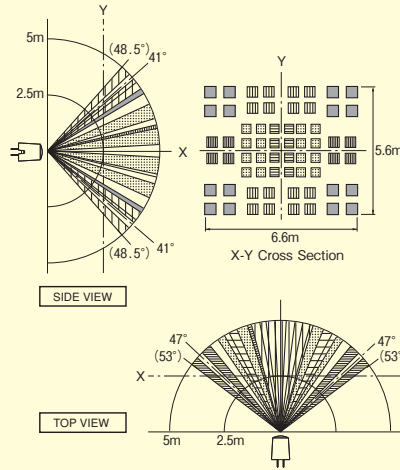 Y
5m
(48.5°)
41°
2.5m
X
41°
(48.5°)
SIDE VIEW
Y
5.6m
6.6m
X-Y Cross Section
47°
(53°)
47°
(53°)
X
TOP VIEW
5m
2.5m